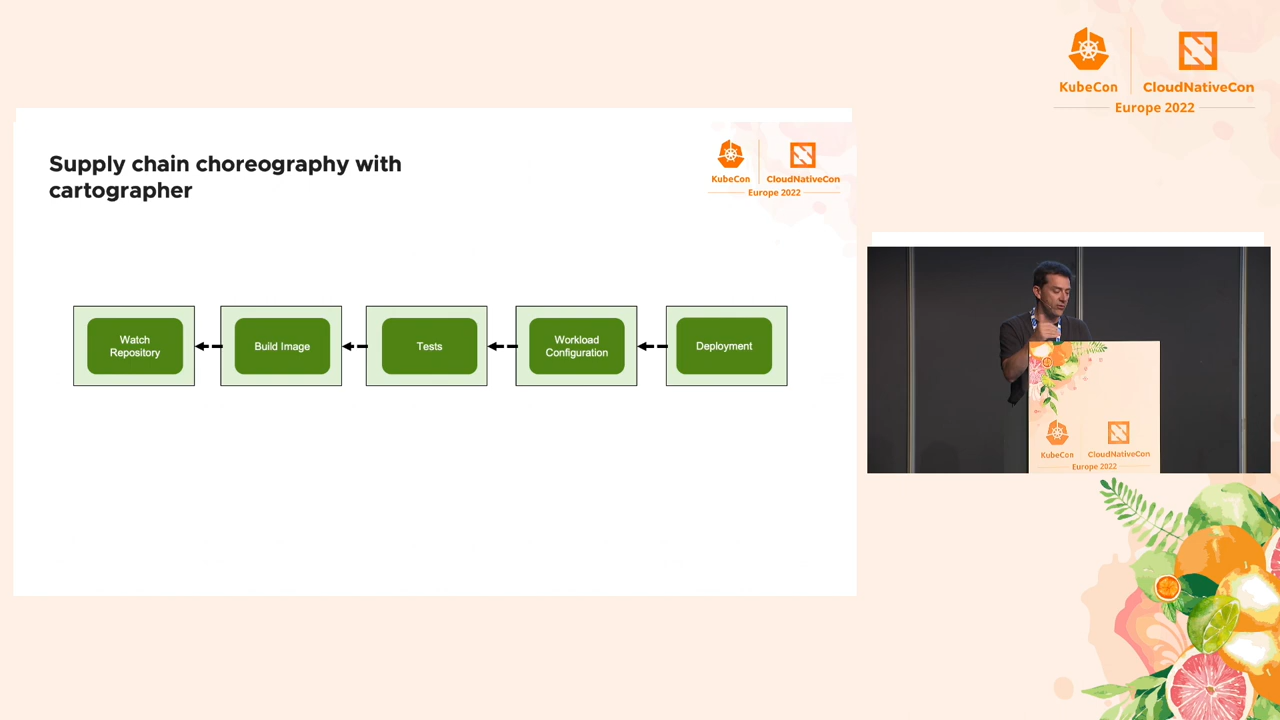 KubeCon
CloudNativeCon
Europe 2022
Supply chain choreography with
cartographer
KubeCon
CloudNativeCon
Europe 2022
Watch
Repository
Build Image
Tests
Workload
Configuration
Deployment
KubeCon
CloudNativeCon
Europe 2022